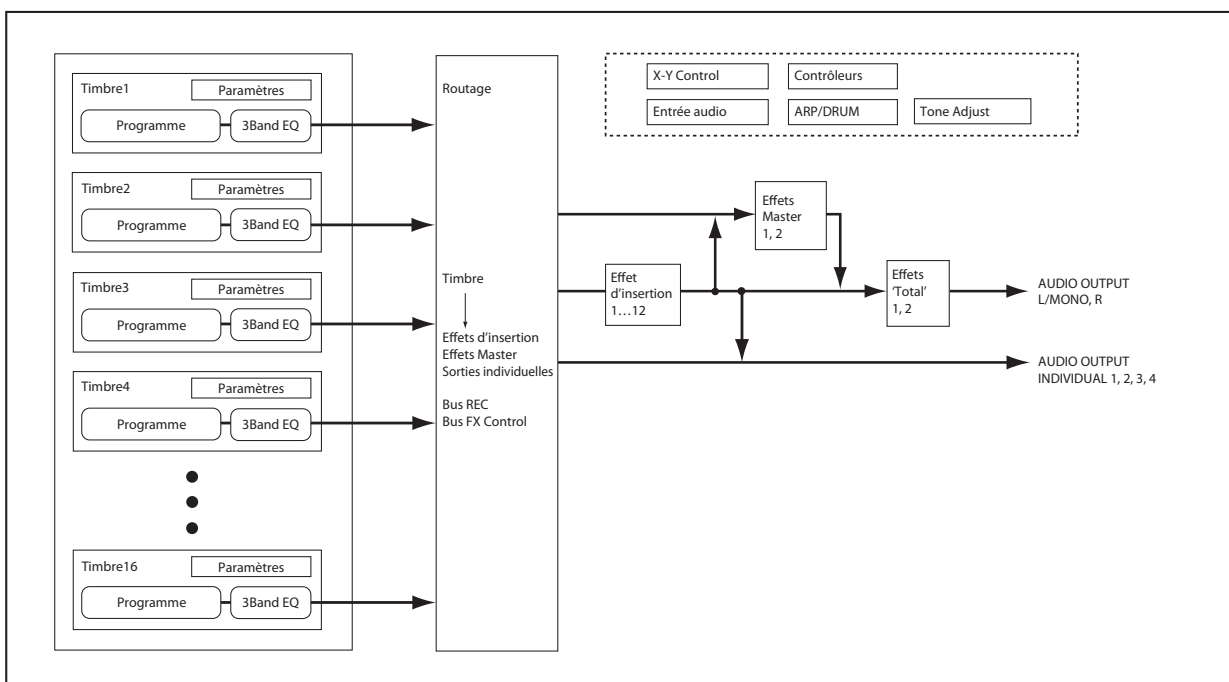 Timbre1
Paramètres
Programme
3Band EQ
Timbre2
Paramètres
Programme
3Band EQ
Timbre3
Paramètres
Programme
3Band EQ
Timbre4
Paramètres
Programme
3Band EQ
Timbre16
Paramètres
Programme
3Band EQ
Routage
Timbre
Effets d'insertion
Effets Master
Sorties individuelles
Bus REC
Bus FX Control
X-Y Control
Contrôleurs
Entrée audio
ARP/DRUM
Tone Adjust
Effets
Master
1, 2
Effet
d'insertion
1…12
Effets
'Total'
1, 2
AUDIO OUTPUT
L/MONO, R
AUDIO OUTPUT
INDIVIDUAL 1, 2, 3, 4